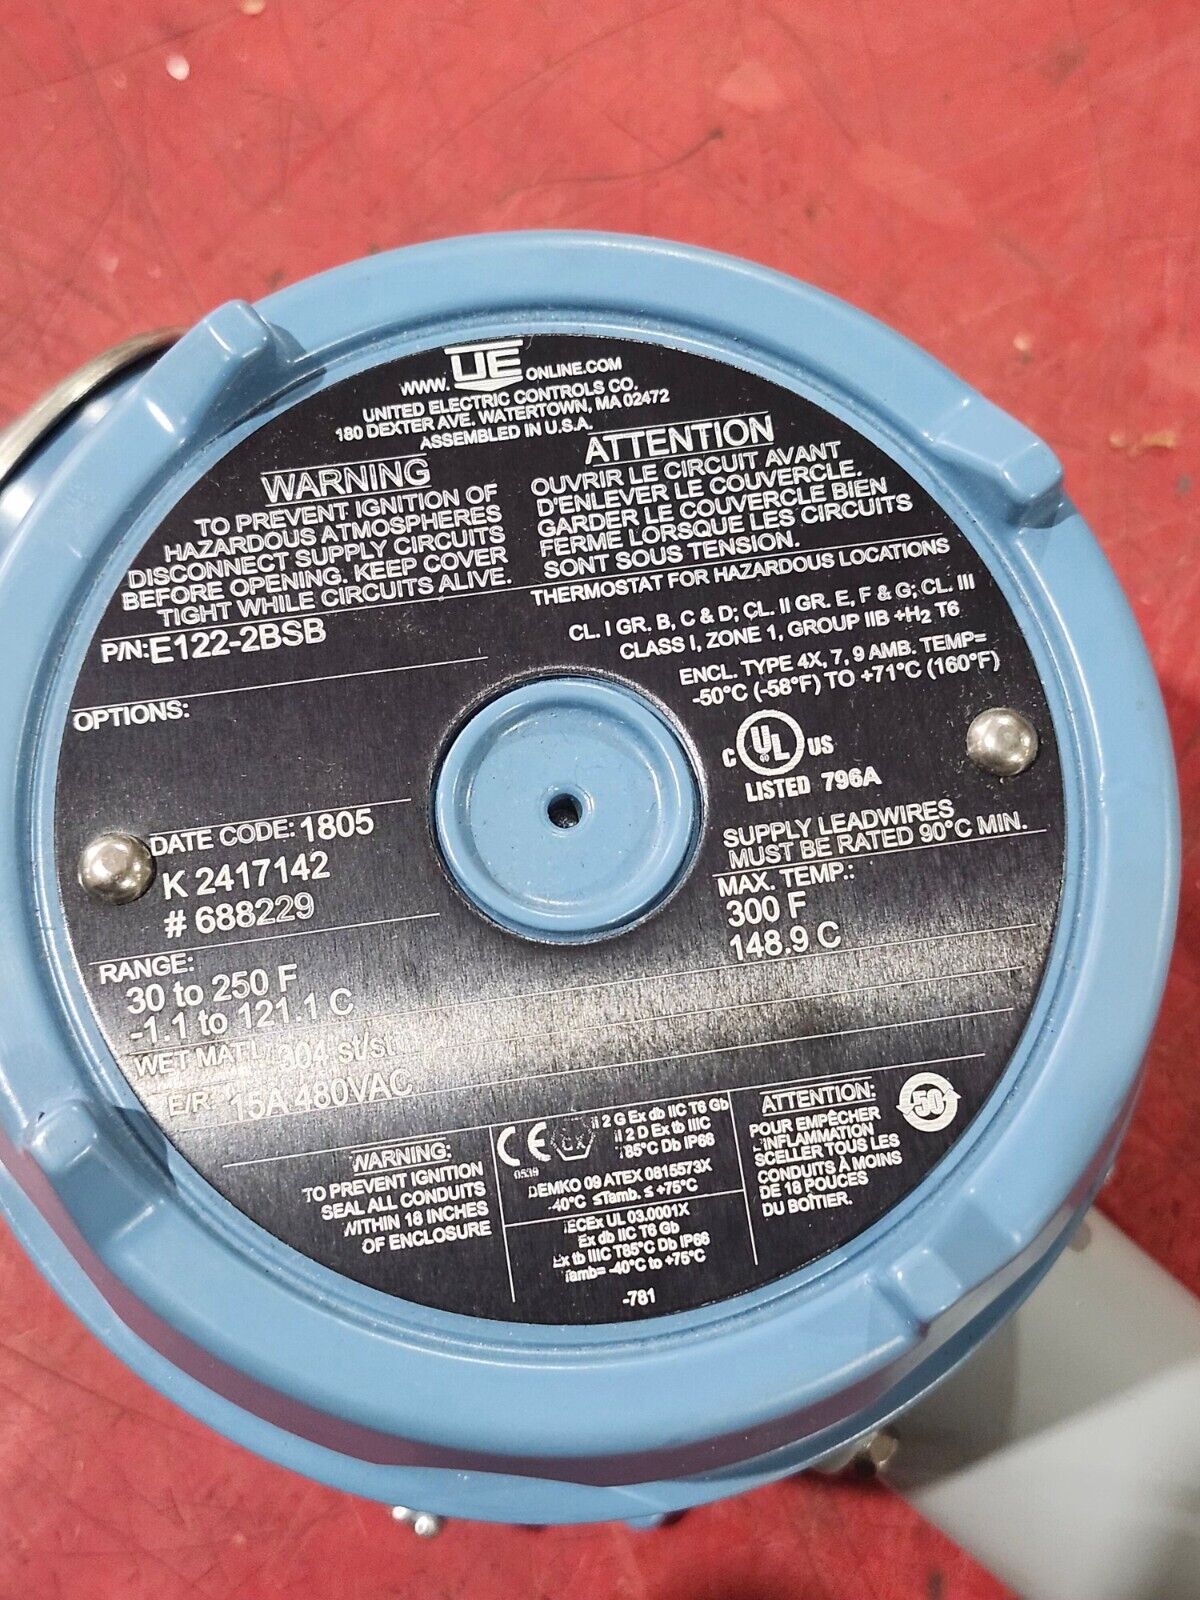 WWW. UE ONLINE.COM
UNITED ELECTRIC CONTROLS CO.
180 DEXTER AVE. WATERTOWN, MA 02472
ASSEMBLED IN U.S.A.
WARNING
TO PREVENT IGNITION OF
HAZARDOUS ATMOSPHERES
DISCONNECT SUPPLY CIRCUITS
BEFORE OPENING. KEEP COVER
TIGHT WHILE CIRCUITS ALIVE.
ATTENTION
OUVRIR LE CIRCUIT AVANT
D'ENLEVER LE COUVERCLE.
GARDER LE COUVERCLE BIEN
FERME LORSQUE LES CIRCUITS
SONT SOUS TENSION.
P/N: E122-2BSB
OPTIONS:
THERMOSTAT FOR HAZARDOUS LOCATIONS
CL. I GR. B, C & D; CL. II GR. E, F & G; CL. III
CLASS I, ZONE 1, GROUP IIB +H2 T6
ENCL. TYPE 4X, 7, 9 AMB. TEMP=
-50°C (-58°F) TO +71°C (160°F)
C UL US
LISTED 796A
DATE CODE: 1805
K 2417142
# 688229
SUPPLY LEADWIRES
MUST BE RATED 90°C MIN.
MAX. TEMP.:
300 F
148.9 C
RANGE:
30 to 250 F
-1.1 to 121.1 C
WET MAT'L: 304 st/st
E/R: 15A 480VAC
WARNING:
TO PREVENT IGNITION
SEAL ALL CONDUITS
WITHIN 18 INCHES
OF ENCLOSURE
CE 0539 Ex
II 2 G Ex db IIC T6 Gb
II 2 D Ex tb IIIC
T85°C Db IP66
DEMKO 09 ATEX 0815573X
-40°C ≤Tamb. ≤ +75°C
IECEx UL 03.0001X
Ex db IIC T6 Gb
Ex tb IIIC T85°C Db IP66
Tamb= -40°C to +75°C
-781
ATTENTION:
POUR EMPÊCHER
L'INFLAMMATION
SCELLER TOUS LES
CONDUITS À MOINS
DE 18 POUCES
DU BOÎTIER.
50